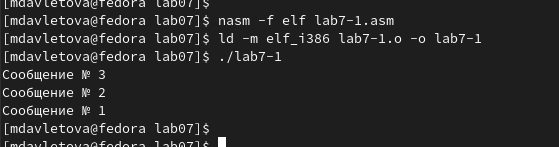 [mdavletova@fedora lab07]$
[mdavletova@fedora lab07]$ nasm -f elf lab7-1.asm
[mdavletova@fedora lab07]$ ld -m elf_i386 lab7-1.o -o lab7-1
[mdavletova@fedora lab07]$ ./lab7-1
Сообщение № 3
Сообщение № 2
Сообщение № 1
[mdavletova@fedora lab07]$
[mdavletova@fedora lab07]$